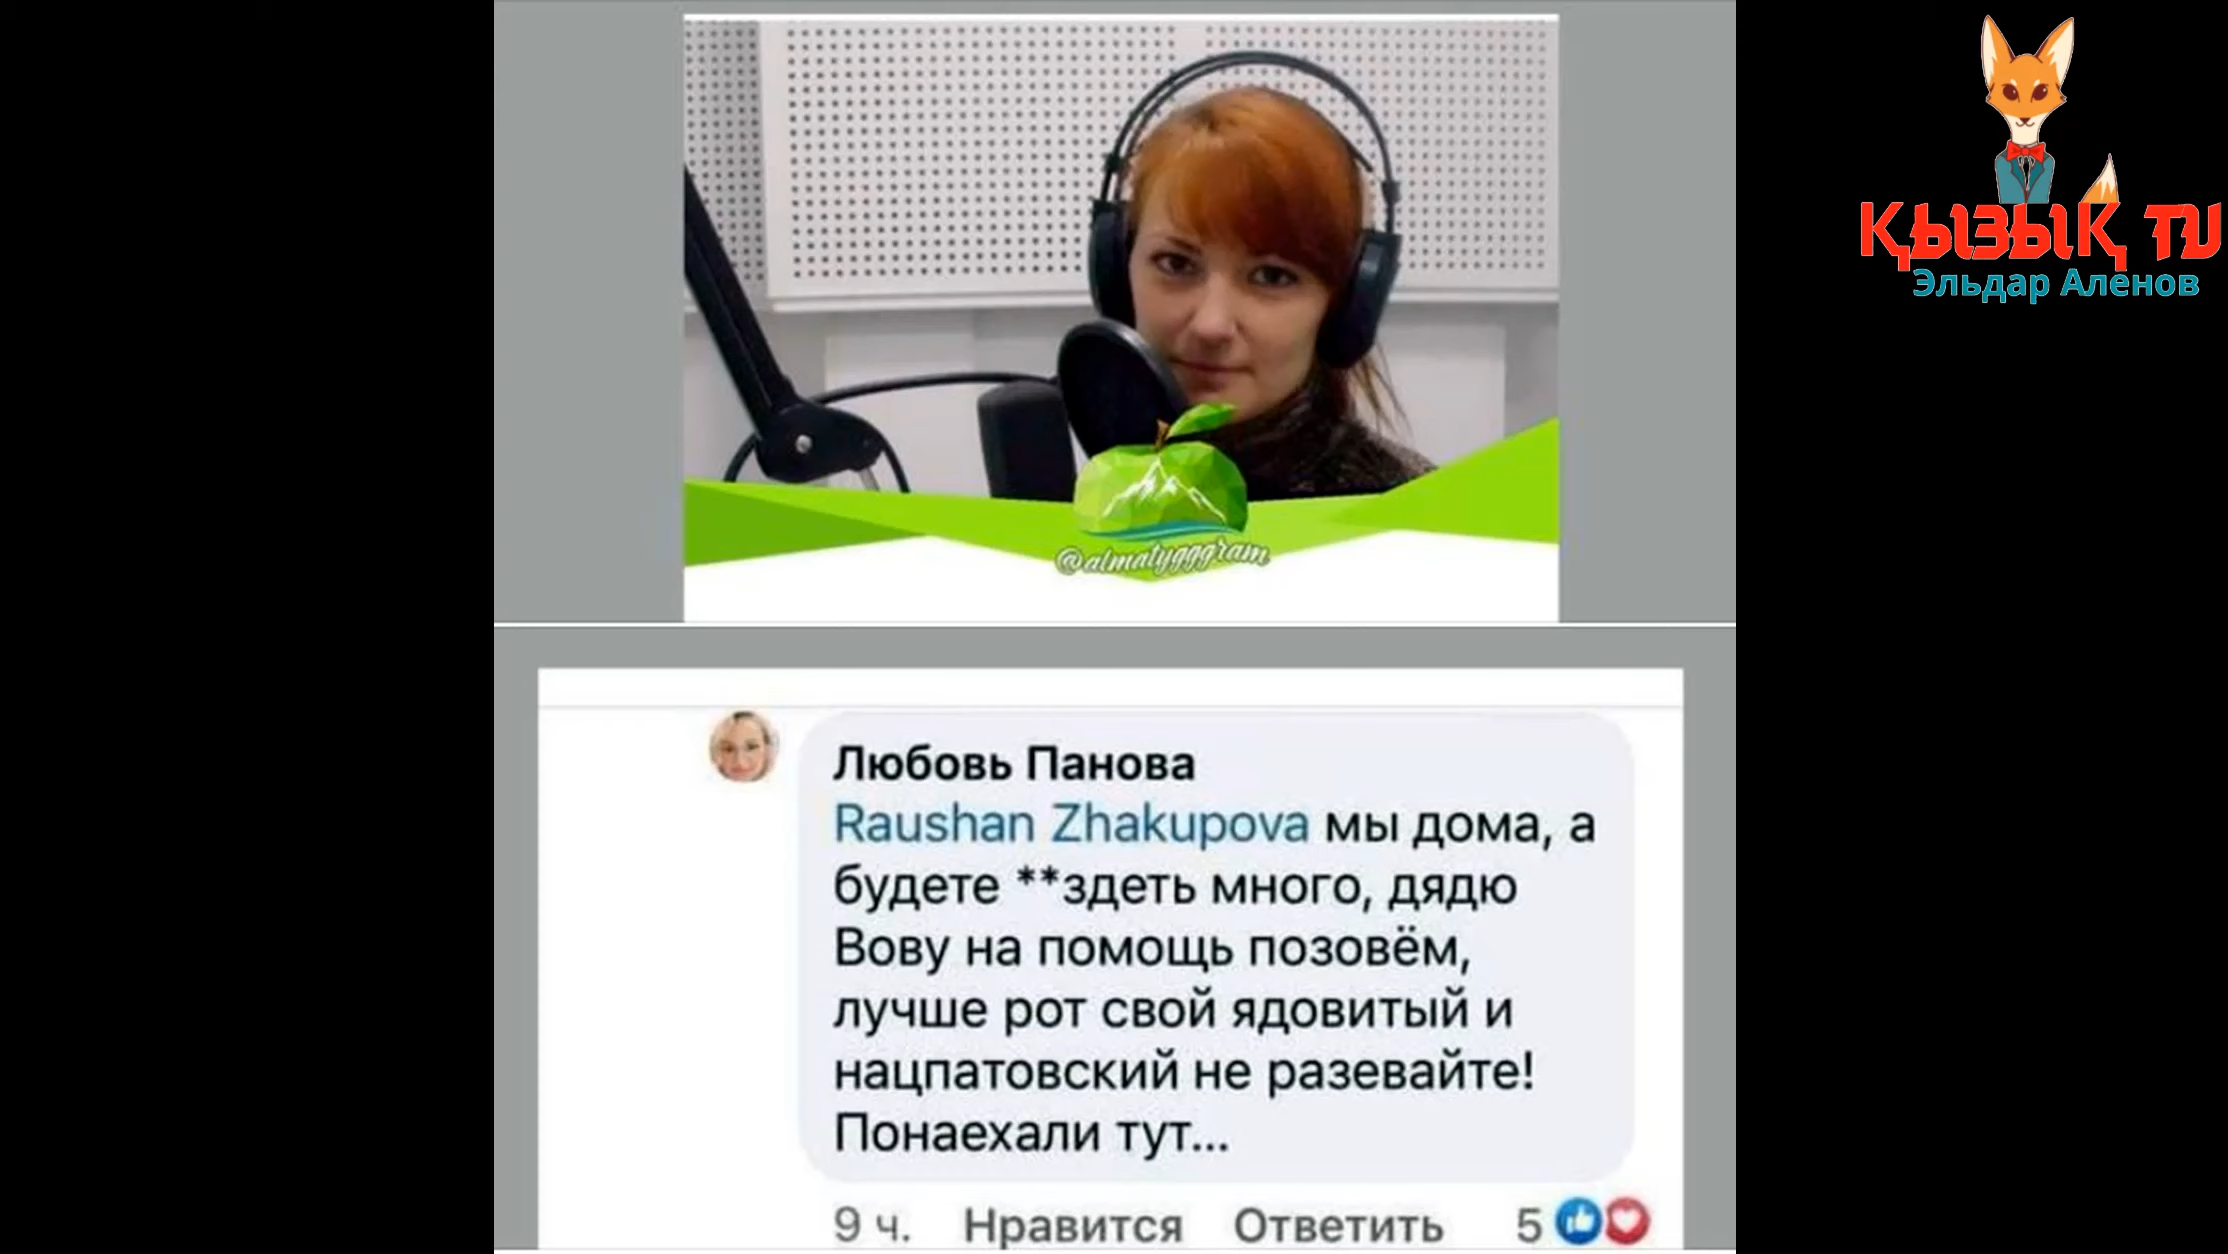 ҚЫЗЫҚ TV
Эльдар Аленов
@almatygggram
Любовь Панова
Raushan Zhakupova мы дома, а
будете **здеть много, дядю
Вову на помощь позовём,
лучше рот свой ядовитый и
нацпатовский не разевайте!
Понаехали тут...
9 ч. Нравится Ответить 5